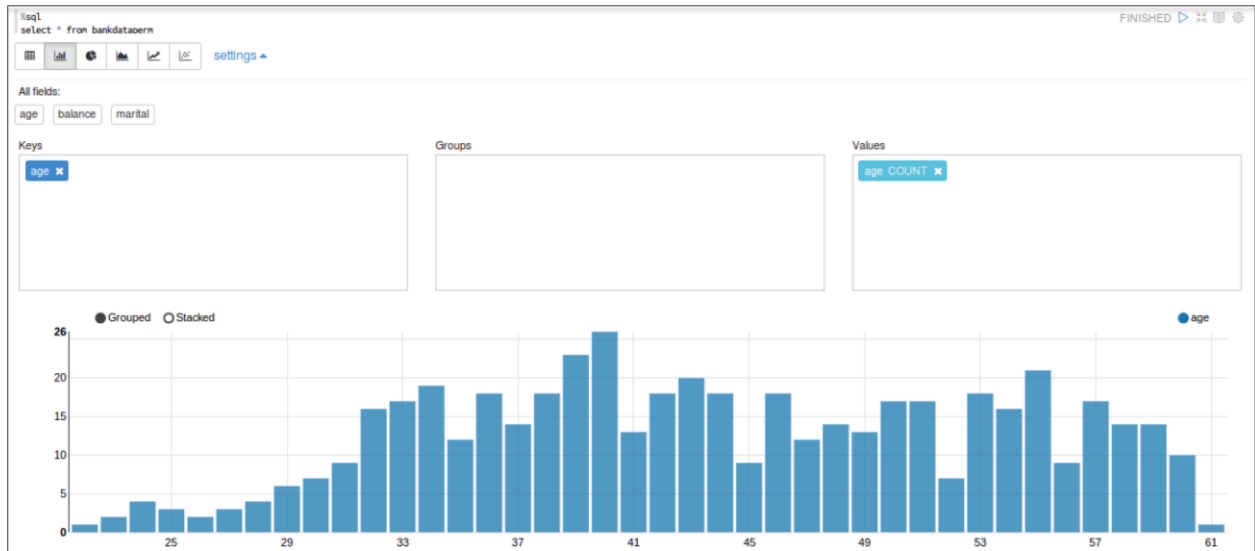 %sql
FINISHED
select * from bankdataperm
settings
All fields:
age balance marital
Keys Groups Values
age × age COUNT ×
Grouped Stacked age
26
20
15
10
5
0
25 29 33 37 41 45 49 53 57 61